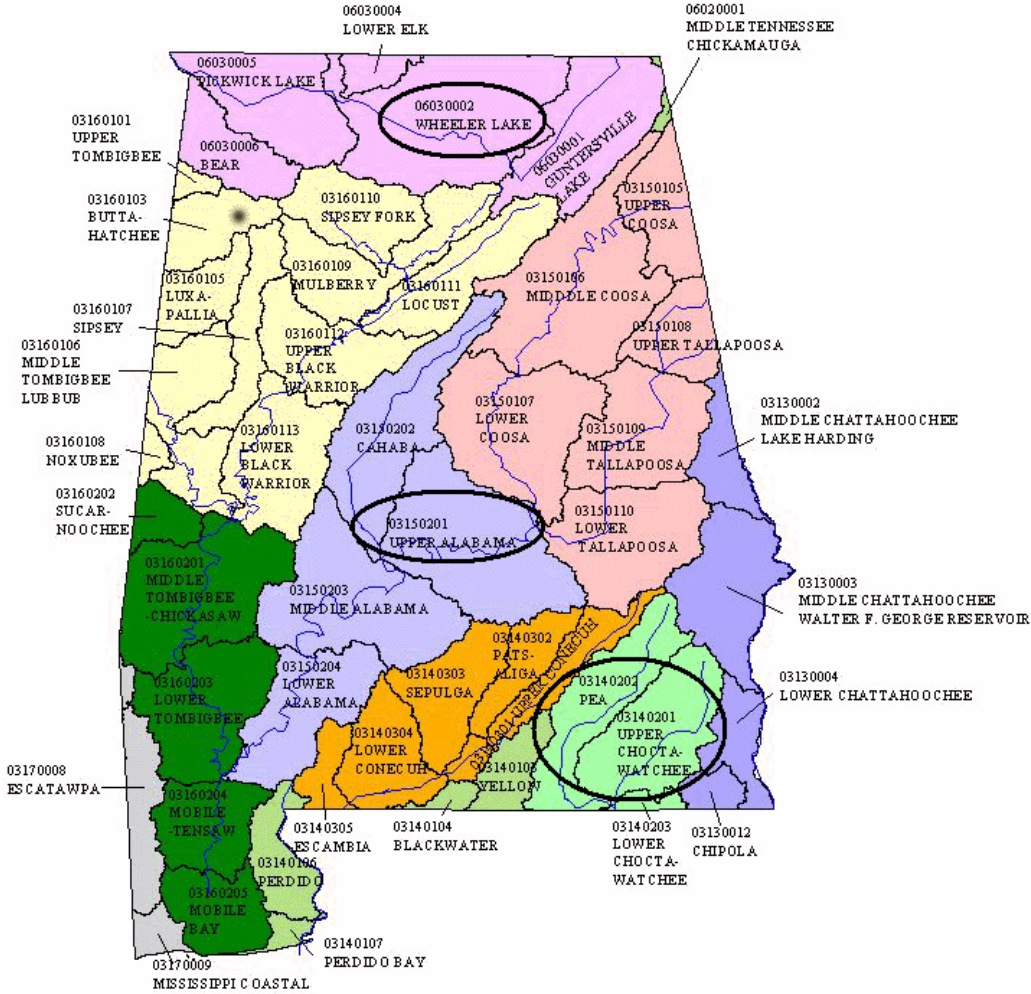 06030004
LOWER ELK
06020001
MIDDLE TENNESSEE
CHICKAMAUGA
06030005
PICKWICK LAKE
06030002
WHEELER LAKE
03160101
UPPER
TOMBIGBEE
06030006
BEAR
06030001
GUNTERSVILLE
LAKE
03160103
BUTTA-
HATCHEE
03160110
SIPSEY FORK
03150105
UPPER
COOSA
03160105
LUXA-
PALLIA
03160109
MULBERRY
03160111
LOCUST
03150106
MIDDDLE COOSA
03160107
SIPSEY
03160112
UPPER
BLACK
WARRIOR
03150108
UPPER TALLAPOOSA
03160106
MIDDLE
TOMBIGBEE
LUBBUB
03150107
LOWER
COOSA
03130002
MIDDLE CHATTAHOOCHEE
LAKE HARDING
03160108
NOXUBEE
03160113
LOWER
BLACK
WARRIOR
03150202
CAHABA
03150109
MIDDLE
TALLAPOOSA
03160202
SUCAR-
NOOCHEE
03150201
UPPER ALABAMA
03150110
LOWER
TALLAPOOSA
03160201
MIDDLE
TOMBIGBEE
-CHICKASAW
03150203
MIDDLE ALABAMA
03130003
MIDDLE CHATTAHOOCHEE
WALTER F. GEORGE RESERVOIR
03140302
PATS-
ALIGA
03140301 UPPER CONECUH
03160203
LOWER
TOMBIGBEE
03150204
LOWER
ALABAMA
03140303
SEPULGA
03140202
PEA
03130004
LOWER CHATTAHOOCHEE
03140304
LOWER
CONECUH
03140201
UPPER
CHOCTA-
WATCHEE
03170008
ESCATAWPA
03140103
YELLOW
03160204
MOBILE
-TENSAW
03140305
ESCAMBIA
03140104
BLACKWATER
03140203
LOWER
CHOCTA-
WATCHEE
03130012
CHIPOLA
03140106
PERDIDO
03160205
MOBILE
BAY
03140107
PERDIDO BAY
03170009
MISSISSIPPI COASTAL